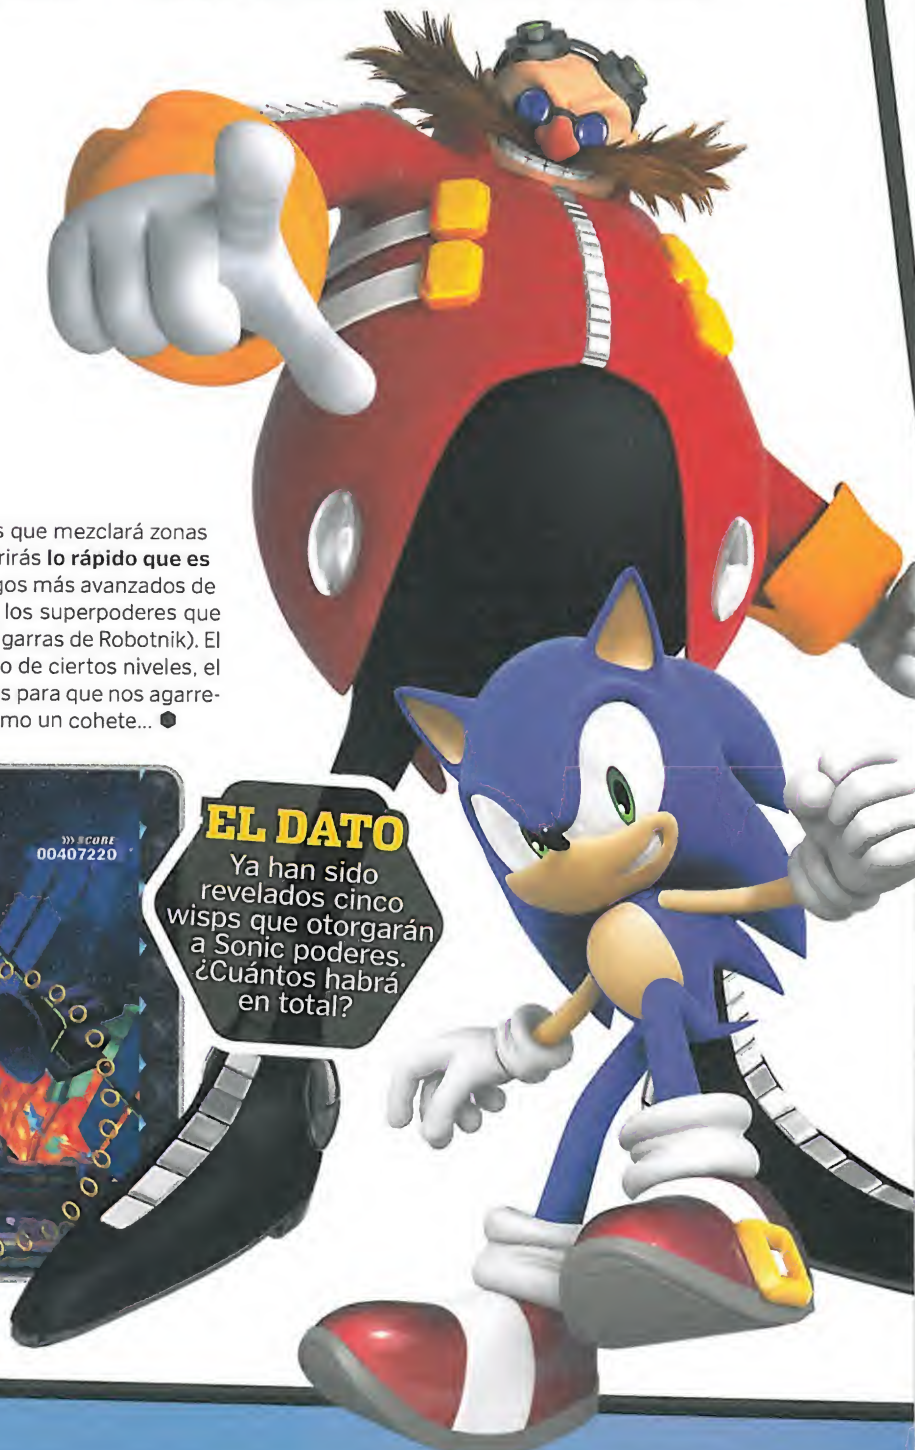 s que mezclará zonas
rirás lo rápido que es
gos más avanzados de
los superpoderes que
garras de Robotnik). El
o de ciertos niveles, el
s para que nos agarre-
mo un cohete...
»» SCORE
00407220
EL DATO
Ya han sido
revelados cinco
wisps que otorgarán
a Sonic poderes.
¿Cuántos habrá
en total?